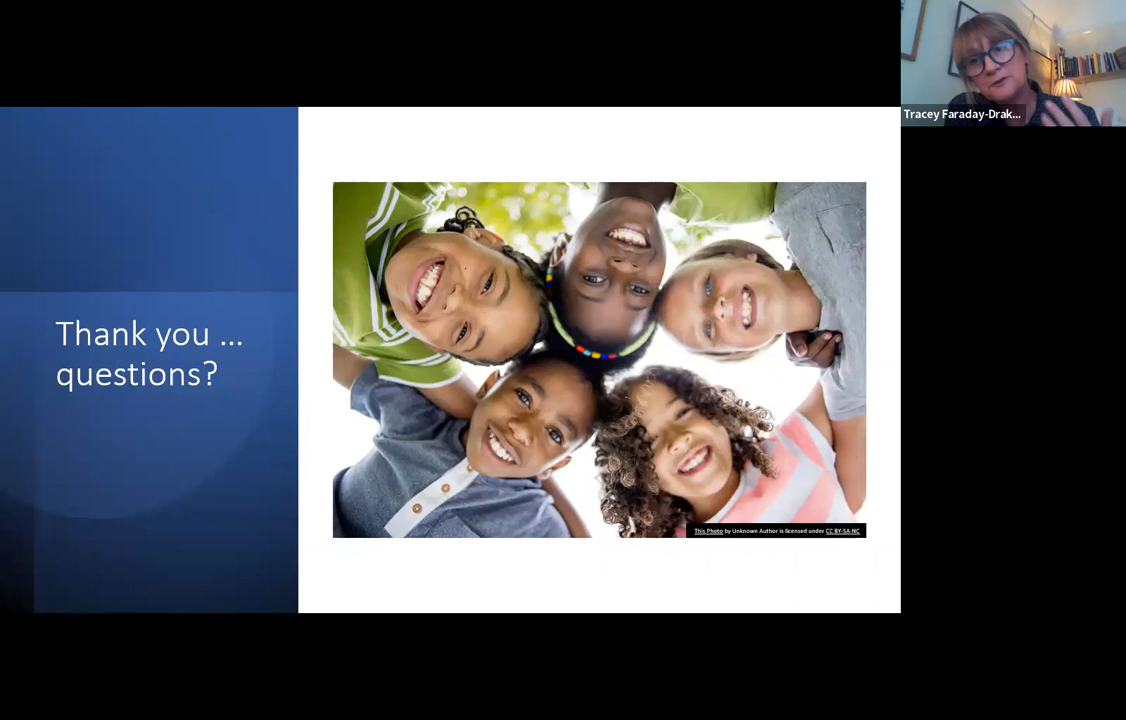 Tracey Faraday-Drak...
Thank you ...
questions?
This Photo by Unknown Author is licensed under CC BY-SA-NC